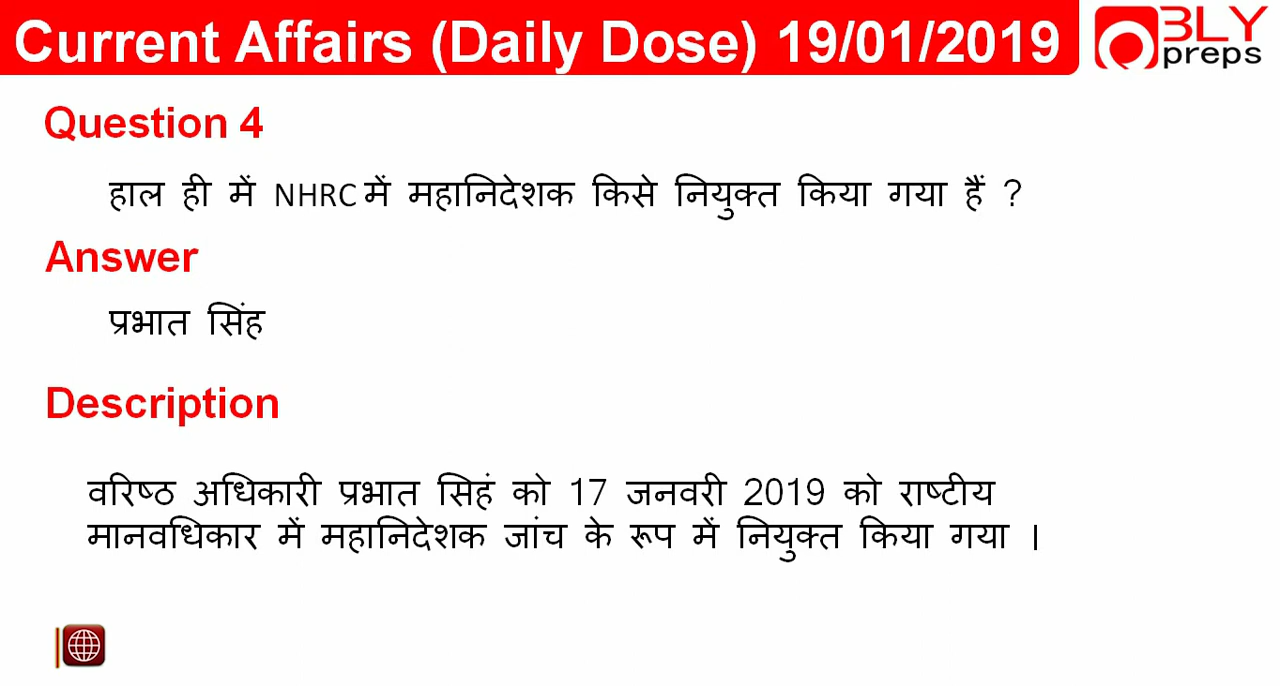 Current Affairs (Daily Dose) 19/01/2019
BLY
preps
Question 4
हाल ही में NHRC में महानिदेशक किसे नियुक्त किया गया हैं ?
Answer
प्रभात सिंह
Description
वरिष्ठ अधिकारी प्रभात सिहं को 17 जनवरी 2019 को राष्टीय
मानवधिकार में महानिदेशक जांच के रूप में नियुक्त किया गया ।